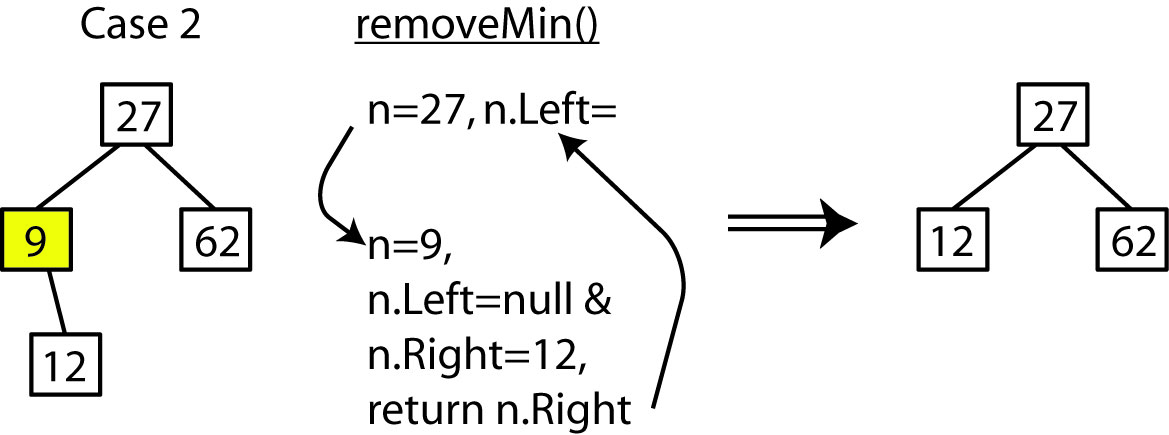 Case 2
removeMin()
27
9
62
12
n=27, n.Left=
n=9,
n.Left=null &
n.Right=12,
return n.Right
27
12
62